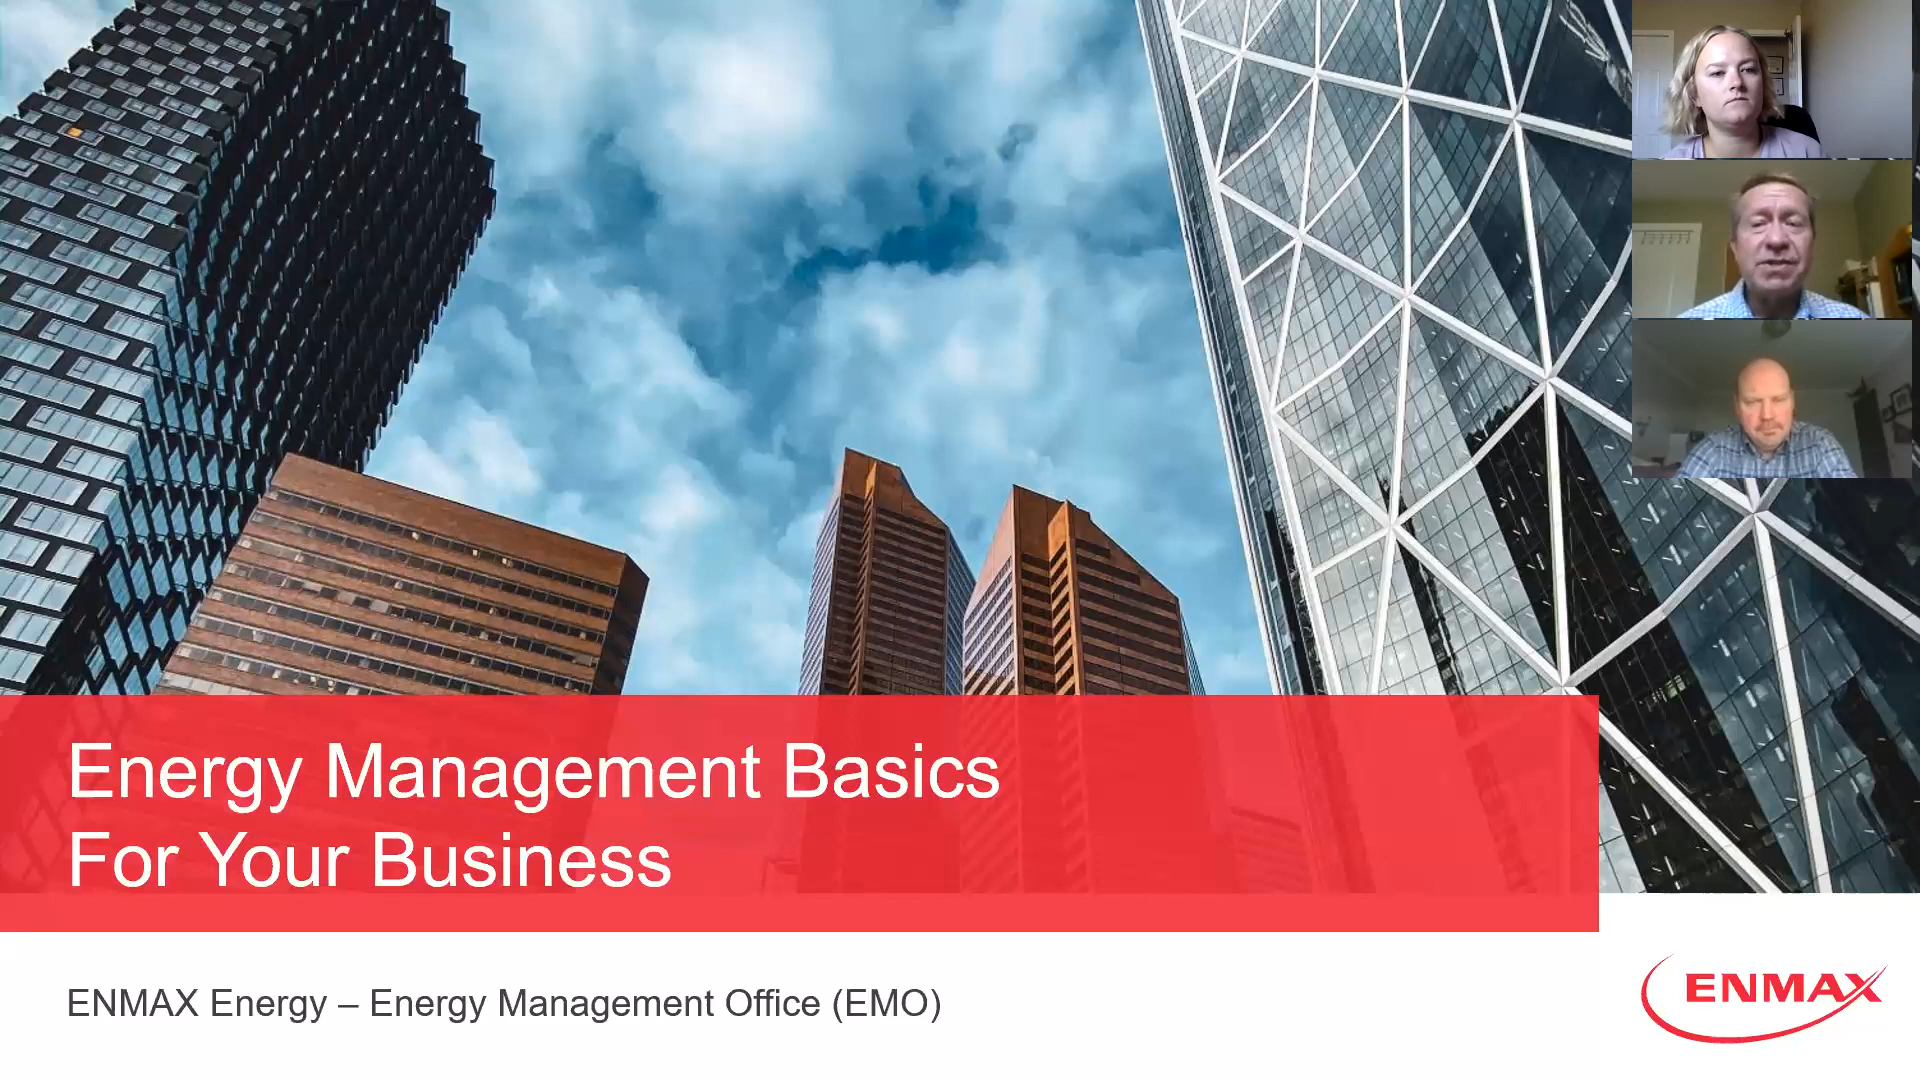 Energy Management Basics
For Your Business
ENMAX Energy – Energy Management Office (EMO)
ENMAX